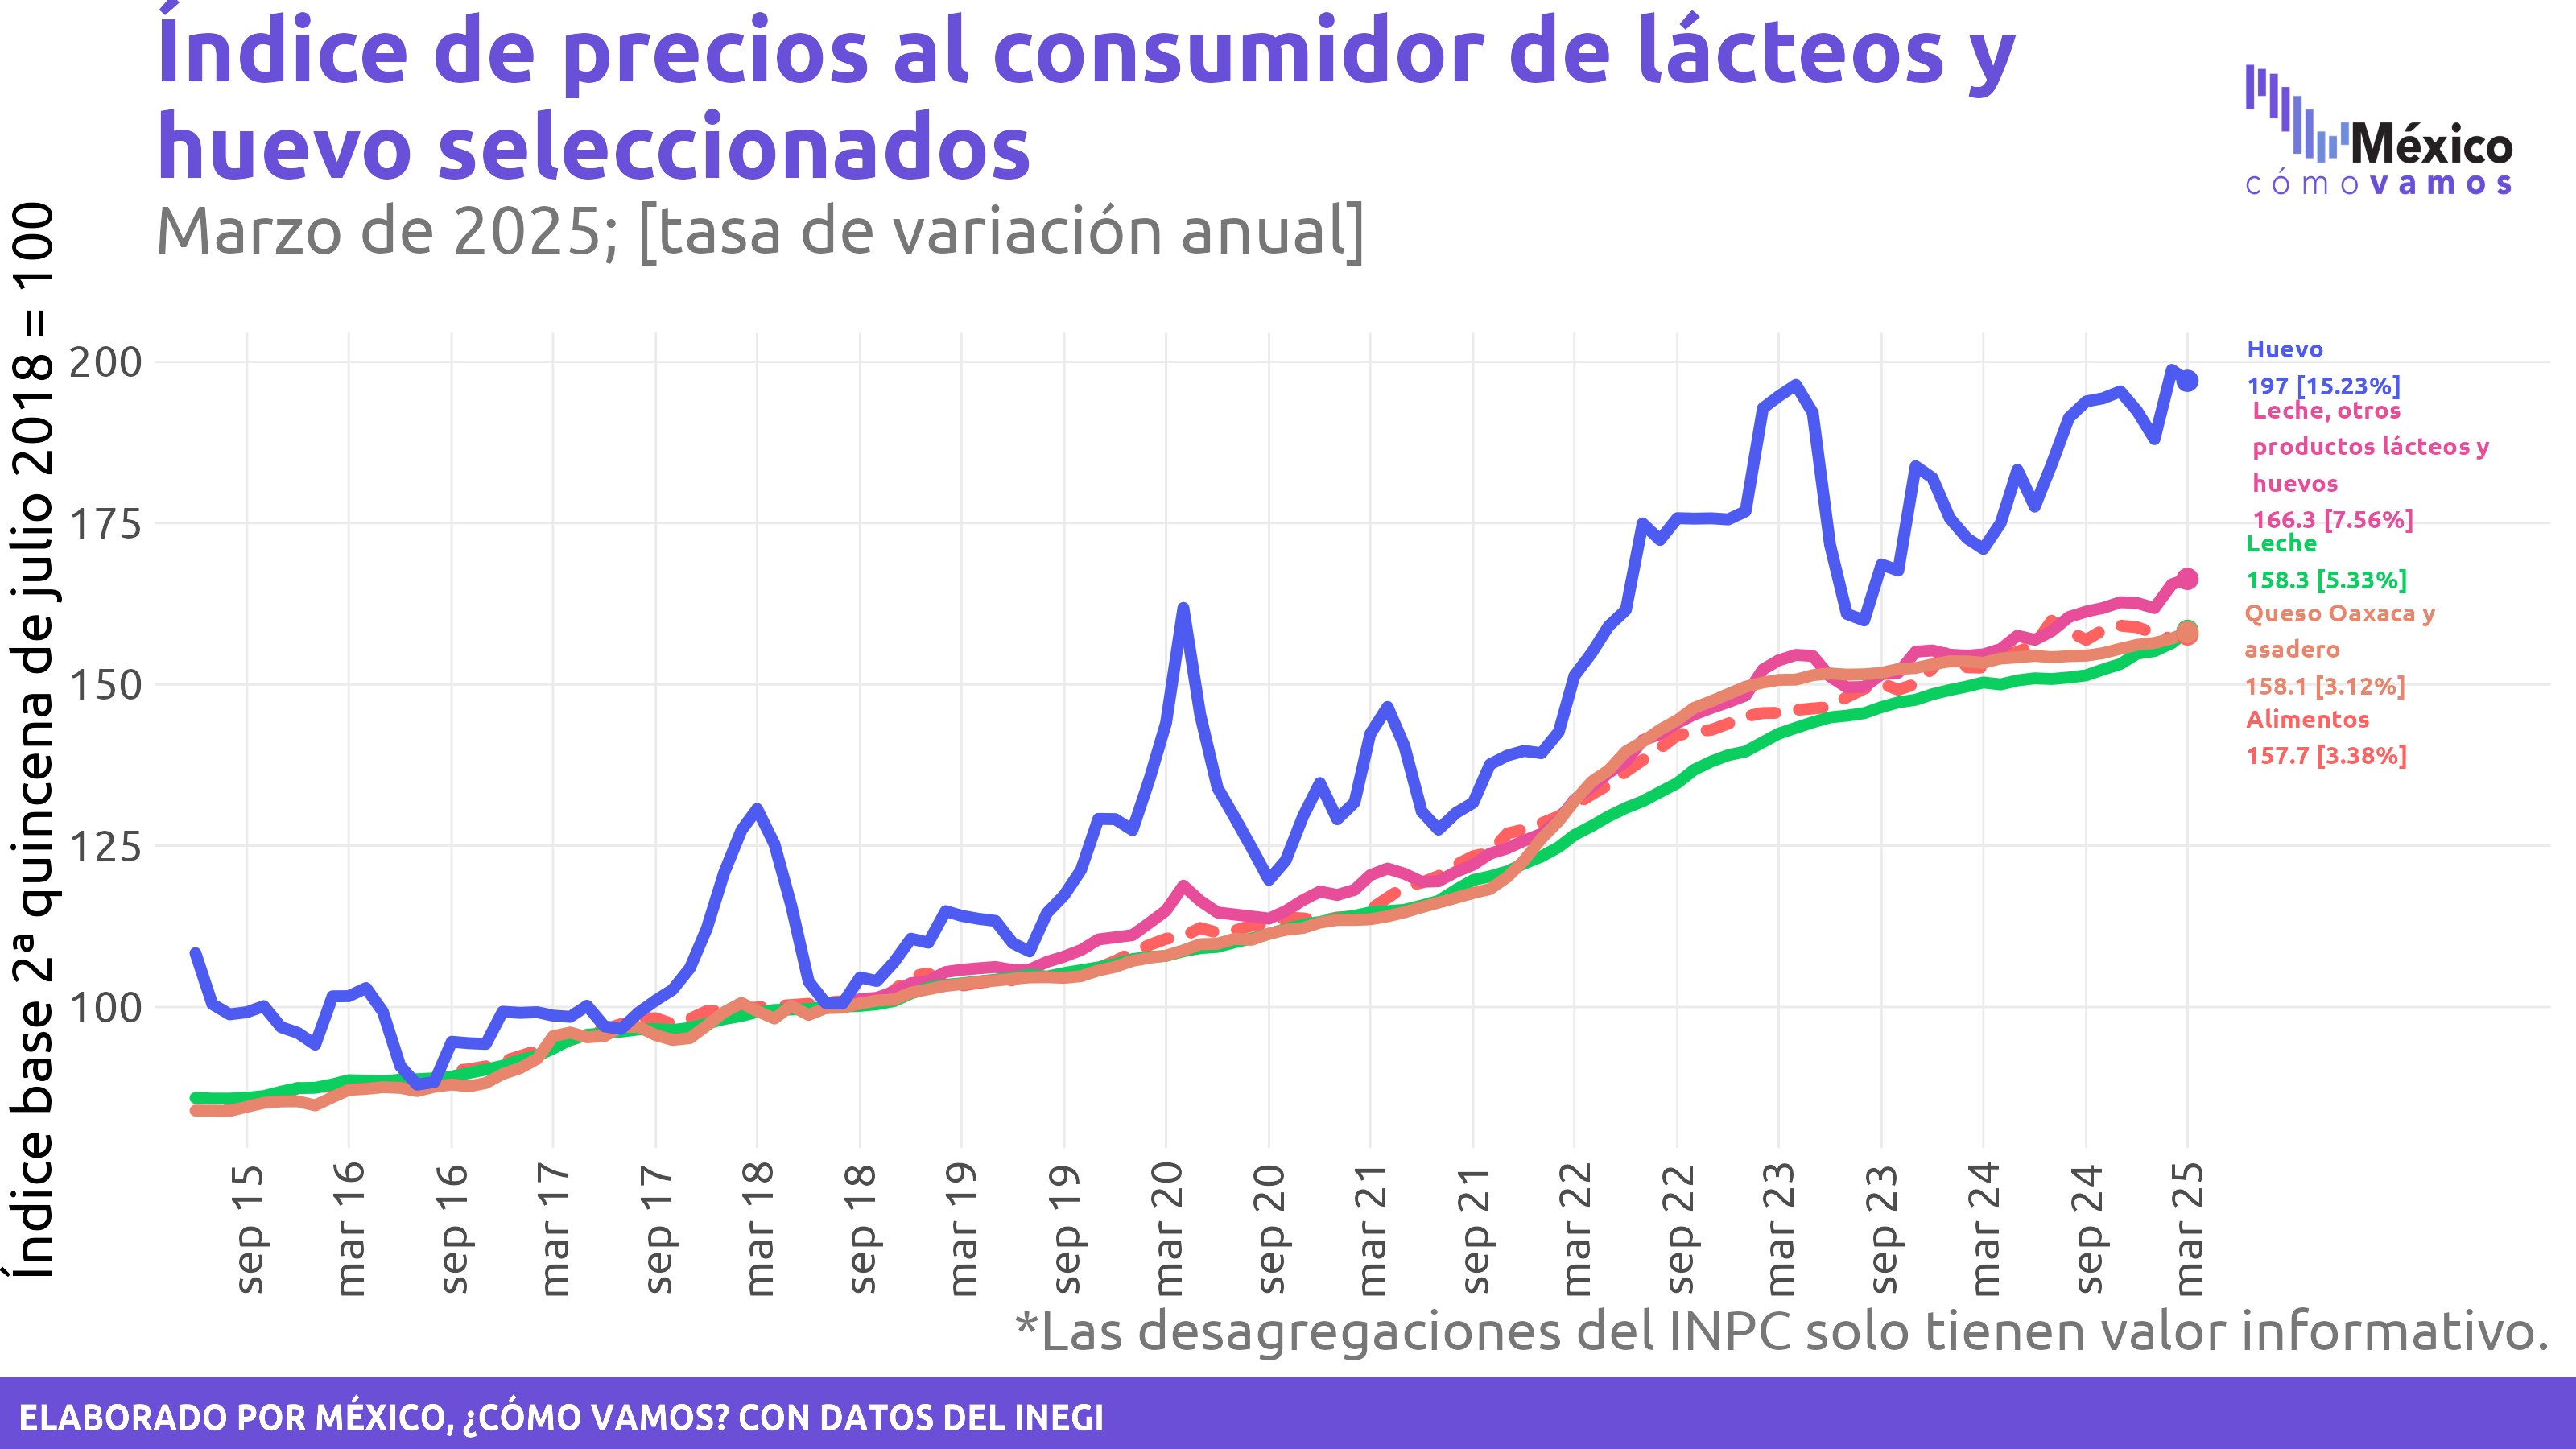 Índice de precios al consumidor de lácteos y
huevo seleccionados
Marzo de 2025; [tasa de variación anual]
México
cómo vamos
Índice base 2ª quincena de julio 2018 = 100
200
175
150
125
100
Huevo
197 [15.23%]
Leche, otros
productos lácteos y
huevos
166.3 [7.56%]
Leche
158.3 [5.33%]
Queso Oaxaca y
asadero
158.1 [3.12%]
Alimentos
157.7 [3.38%]
sep 15
mar 16
sep 16
mar 17
sep 17
mar 18
sep 18
mar 19
sep 19
mar 20
sep 20
mar 21
sep 21
mar 22
sep 22
mar 23
sep 23
mar 24
sep 24
mar 25
*Las desagregaciones del INPC solo tienen valor informativo.
ELABORADO POR MÉXICO, ¿CÓMO VAMOS? CON DATOS DEL INEGI